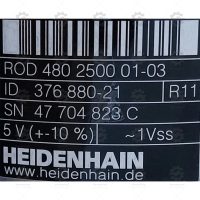 ROD 480 2500 01-03
ID 376 880-21 R11
SN 47 704 823 C
5 V (+-10 %) ~1Vss
HEIDENHAIN
www.heidenhain.de